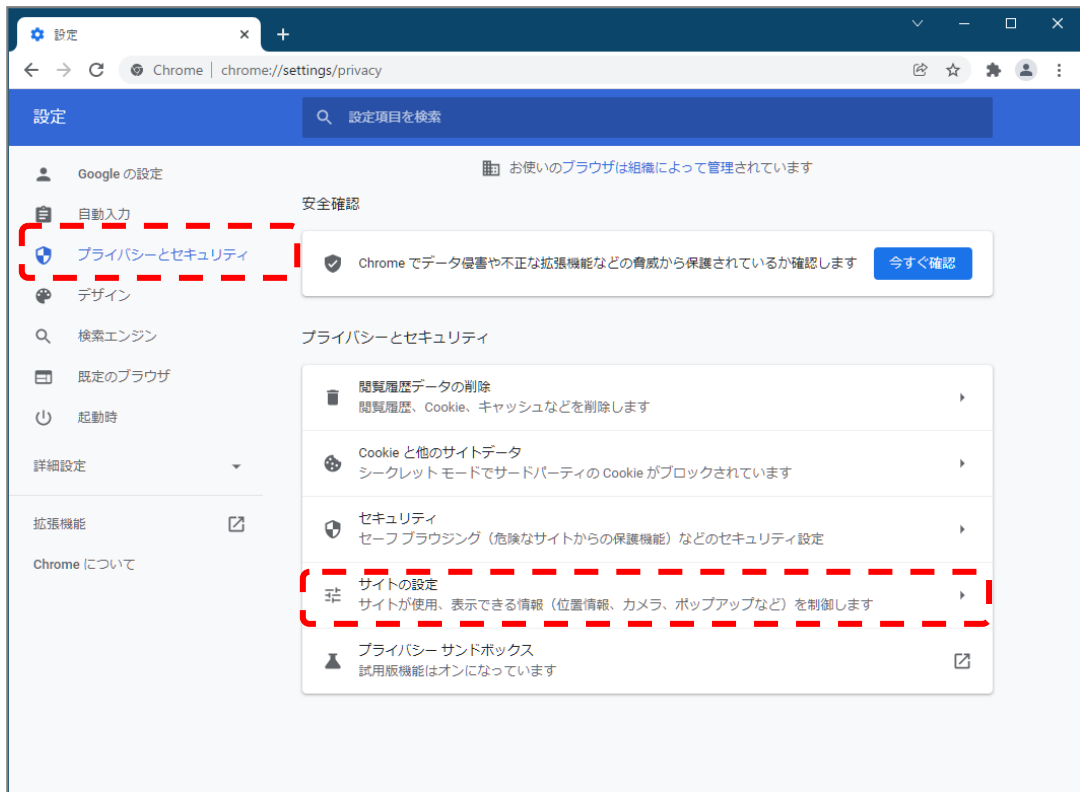 設定
Chrome | chrome://settings/privacy
設定
設定項目を検索
Google の設定
自動入力
プライバシーとセキュリティ
デザイン
検索エンジン
既定のブラウザ
起動時
詳細設定
拡張機能
Chrome について
お使いのブラウザは組織によって管理されています
安全確認
Chrome でデータ侵害や不正な拡張機能などの脅威から保護されているか確認します
今すぐ確認
プライバシーとセキュリティ
閲覧履歴データの削除
閲覧履歴、Cookie、キャッシュなどを削除します
Cookie と他のサイトデータ
シークレット モードでサードパーティの Cookie がブロックされています
セキュリティ
セーフ ブラウジング（危険なサイトからの保護機能）などのセキュリティ設定
サイトの設定
サイトが使用、表示できる情報（位置情報、カメラ、ポップアップなど）を制御します
プライバシー サンドボックス
試用版機能はオンになっています